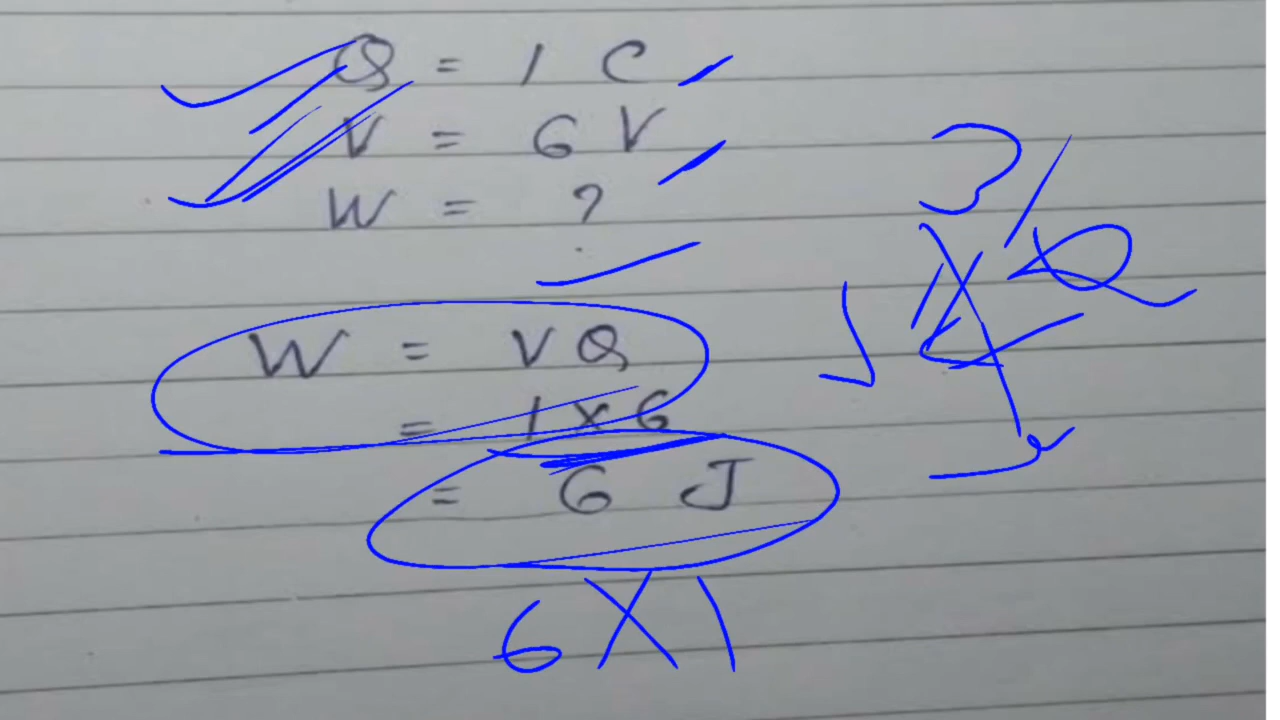 Q = 1 C
V = 6 V
W = ?
W = VQ
= 1 × 6
= 6 J
6 X 1